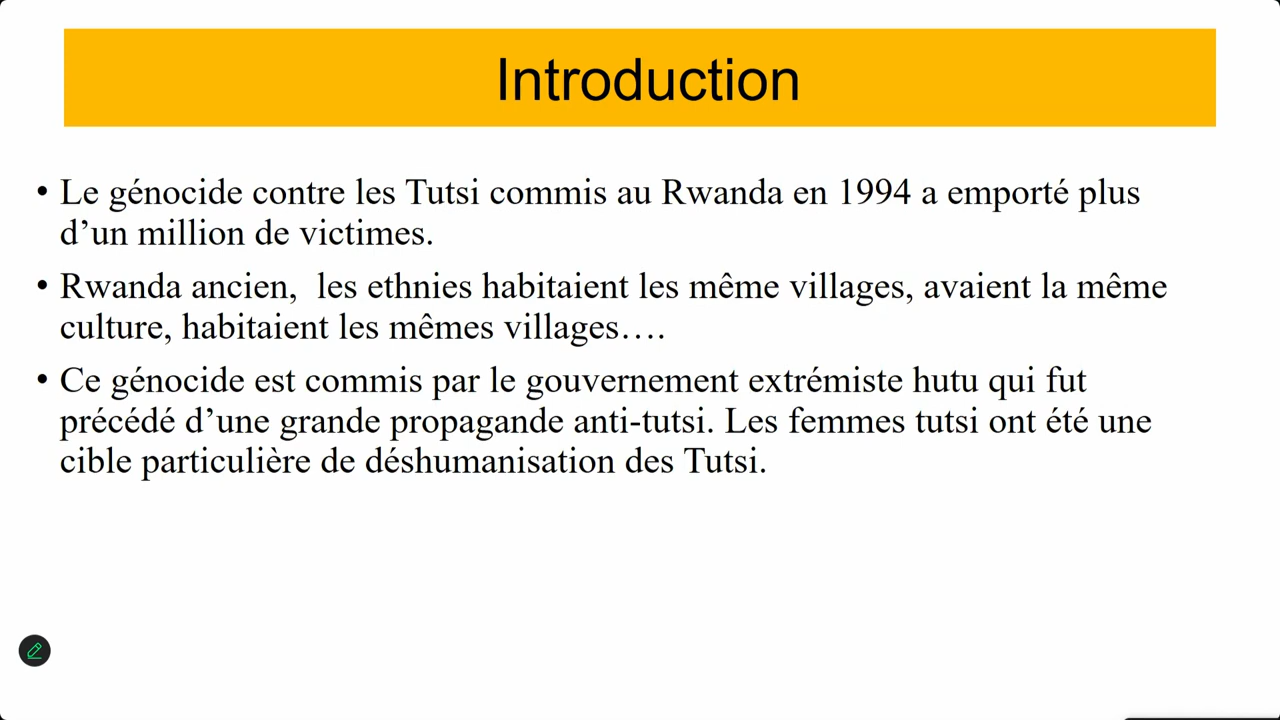 Introduction
• Le génocide contre les Tutsi commis au Rwanda en 1994 a emporté plus
d’un million de victimes.
• Rwanda ancien,  les ethnies habitaient les même villages, avaient la même
culture, habitaient les mêmes villages….
• Ce génocide est commis par le gouvernement extrémiste hutu qui fut
précédé d’une grande propagande anti-tutsi. Les femmes tutsi ont été une
cible particulière de déshumanisation des Tutsi.